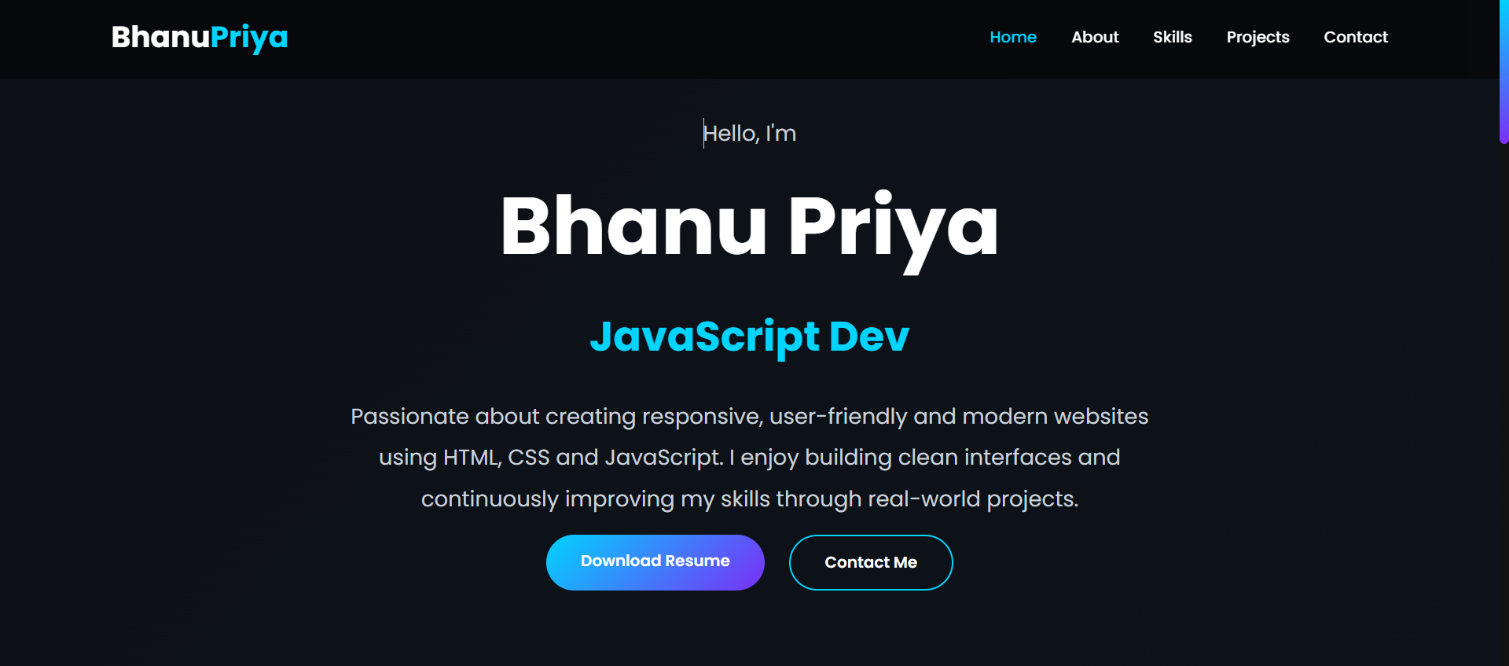 BhanuPriya
Home About Skills Projects Contact
Hello, I'm
Bhanu Priya
JavaScript Dev
Passionate about creating responsive, user-friendly and modern websites
using HTML, CSS and JavaScript. I enjoy building clean interfaces and
continuously improving my skills through real-world projects.
Download Resume Contact Me